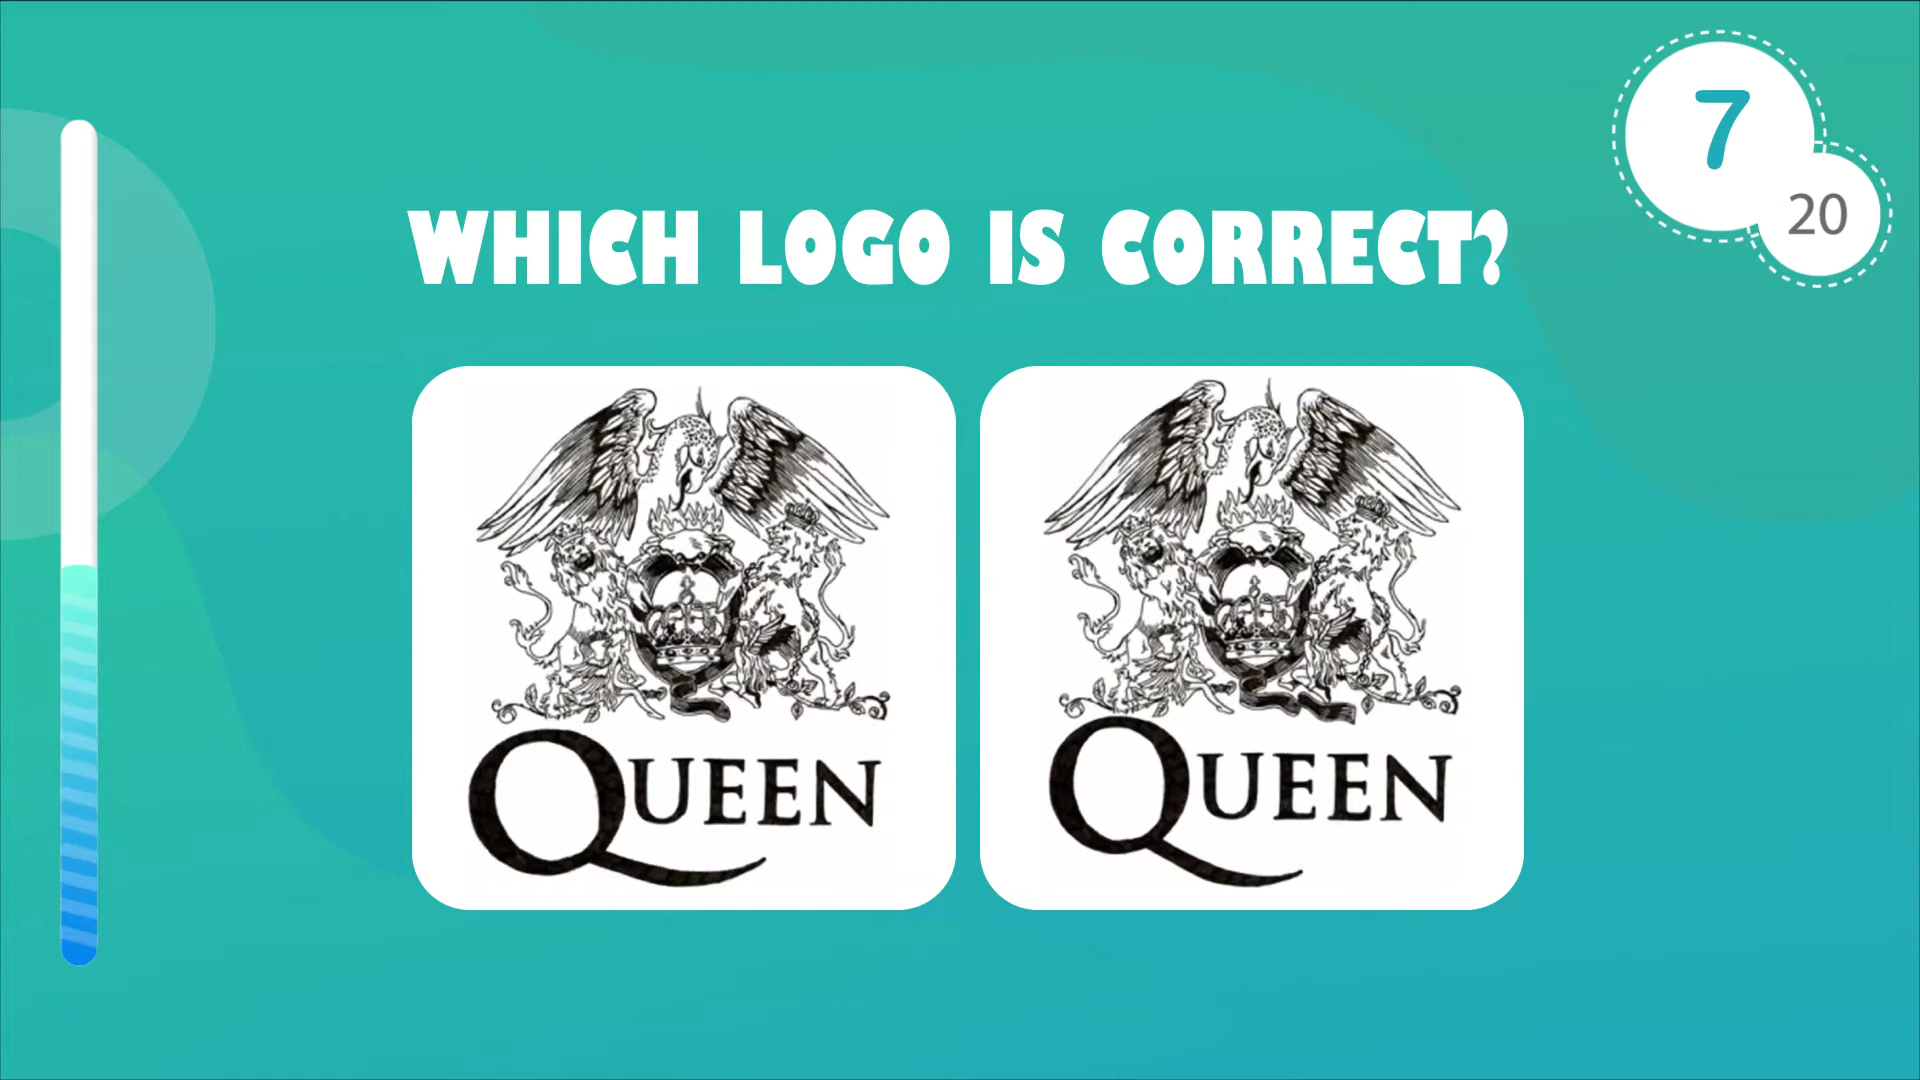 7
20
WHICH LOGO IS CORRECT?
QUEEN
QUEEN